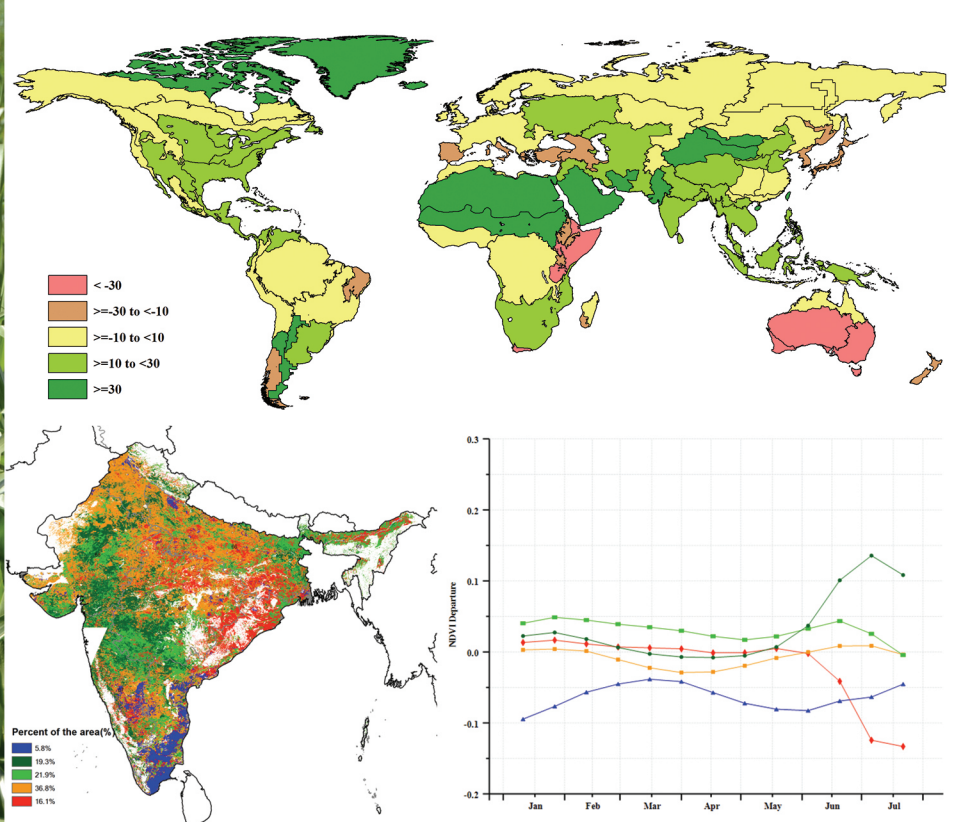 < -30
>=-30 to <-10
>=-10 to <10
>=10 to <30
>=30
Percent of the area(%)
5.8%
19.3%
21.9%
36.8%
16.1%
NDVI Departure
0.3
0.2
0.1
0.0
-0.1
-0.2
Jan Feb Mar Apr May Jun Jul